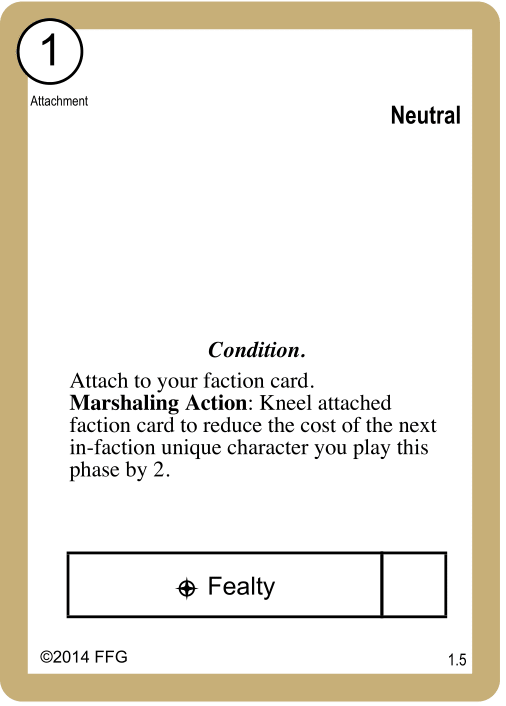 1
Attachment
Neutral
Condition.
Attach to your faction card.
Marshaling Action: Kneel attached
faction card to reduce the cost of the next
in-faction unique character you play this
phase by 2.
Fealty
©2014 FFG
1.5